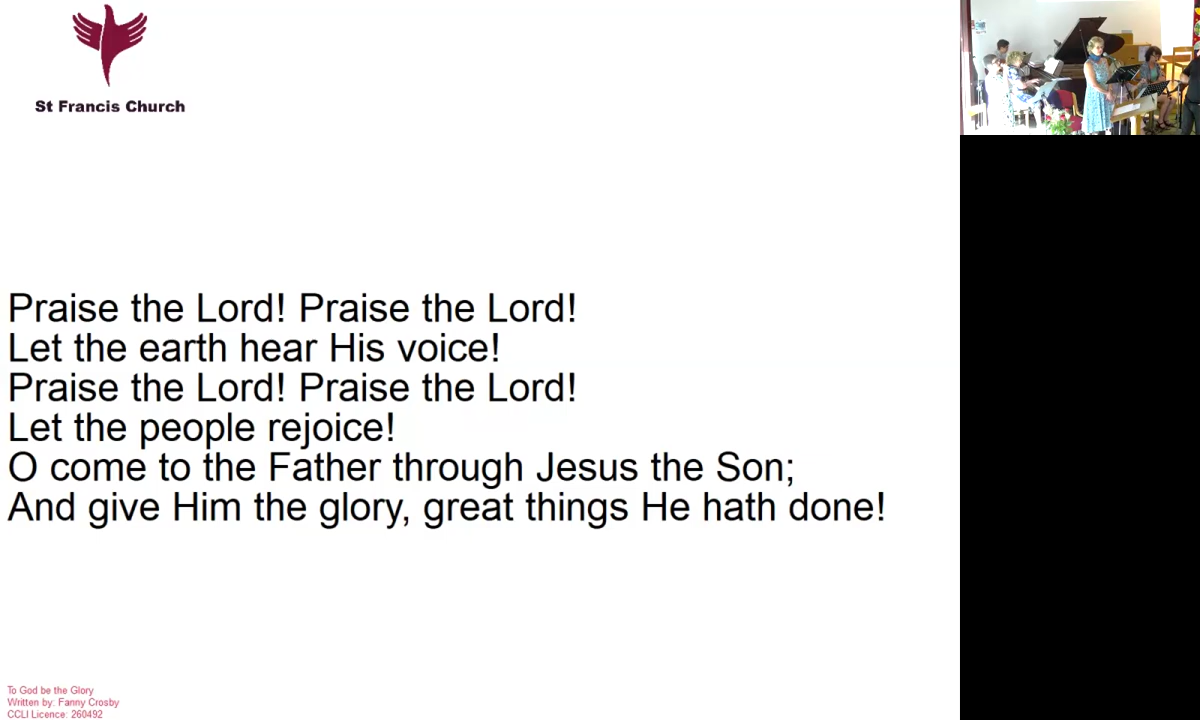 St Francis Church
Praise the Lord! Praise the Lord!
Let the earth hear His voice!
Praise the Lord! Praise the Lord!
Let the people rejoice!
O come to the Father through Jesus the Son;
And give Him the glory, great things He hath done!
To God be the Glory
Written by: Fanny Crosby
CCLI Licence: 260492